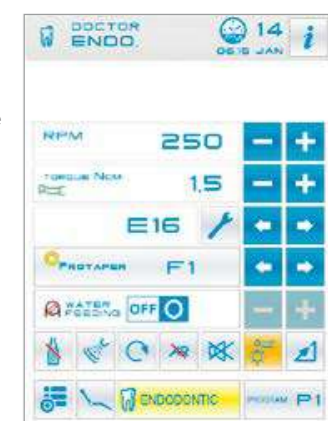 DOCTOR 14
ENDO. 06:15 JAN i
RPM 250 - +
TORQUE Ncm 1,5 - +
E16
PROTAPER F1
WATER FEEDING OFF O - +
ENDODONTIC PROGRAM P1